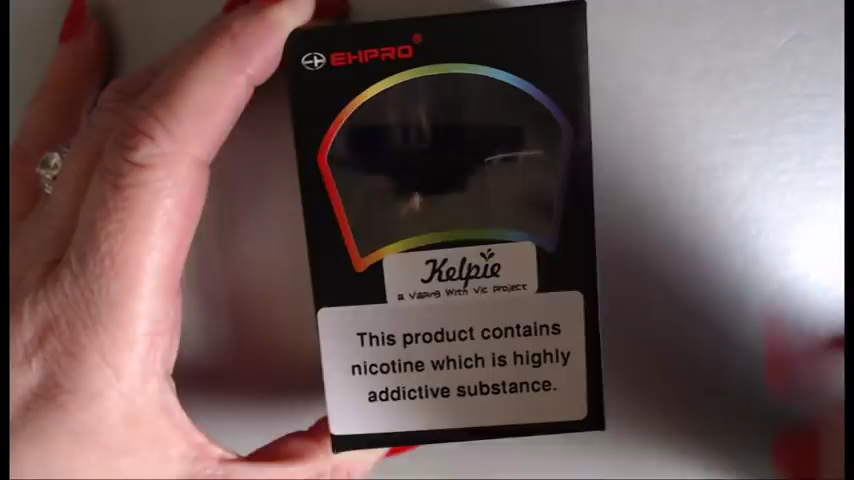 EHPRO®
Kelpie
a Vaping With Vic project
This product contains
nicotine which is highly
addictive substance.